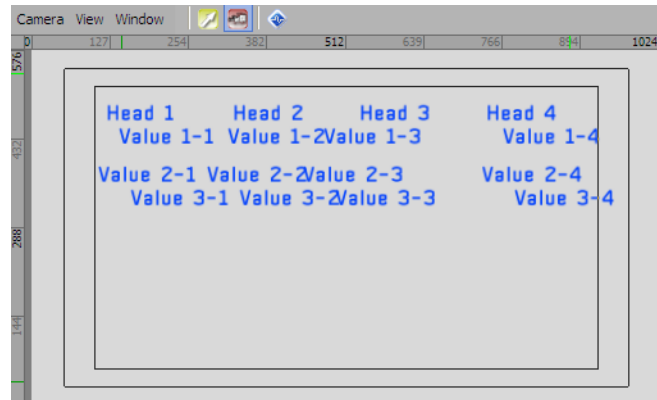 Camera View Window
0 127 254 382 512 639 766 894 1024
576
432
288
144
Head 1 Head 2 Head 3 Head 4
Value 1-1 Value 1-2 Value 1-3 Value 1-4
Value 2-1 Value 2-2 Value 2-3 Value 2-4
Value 3-1 Value 3-2 Value 3-3 Value 3-4